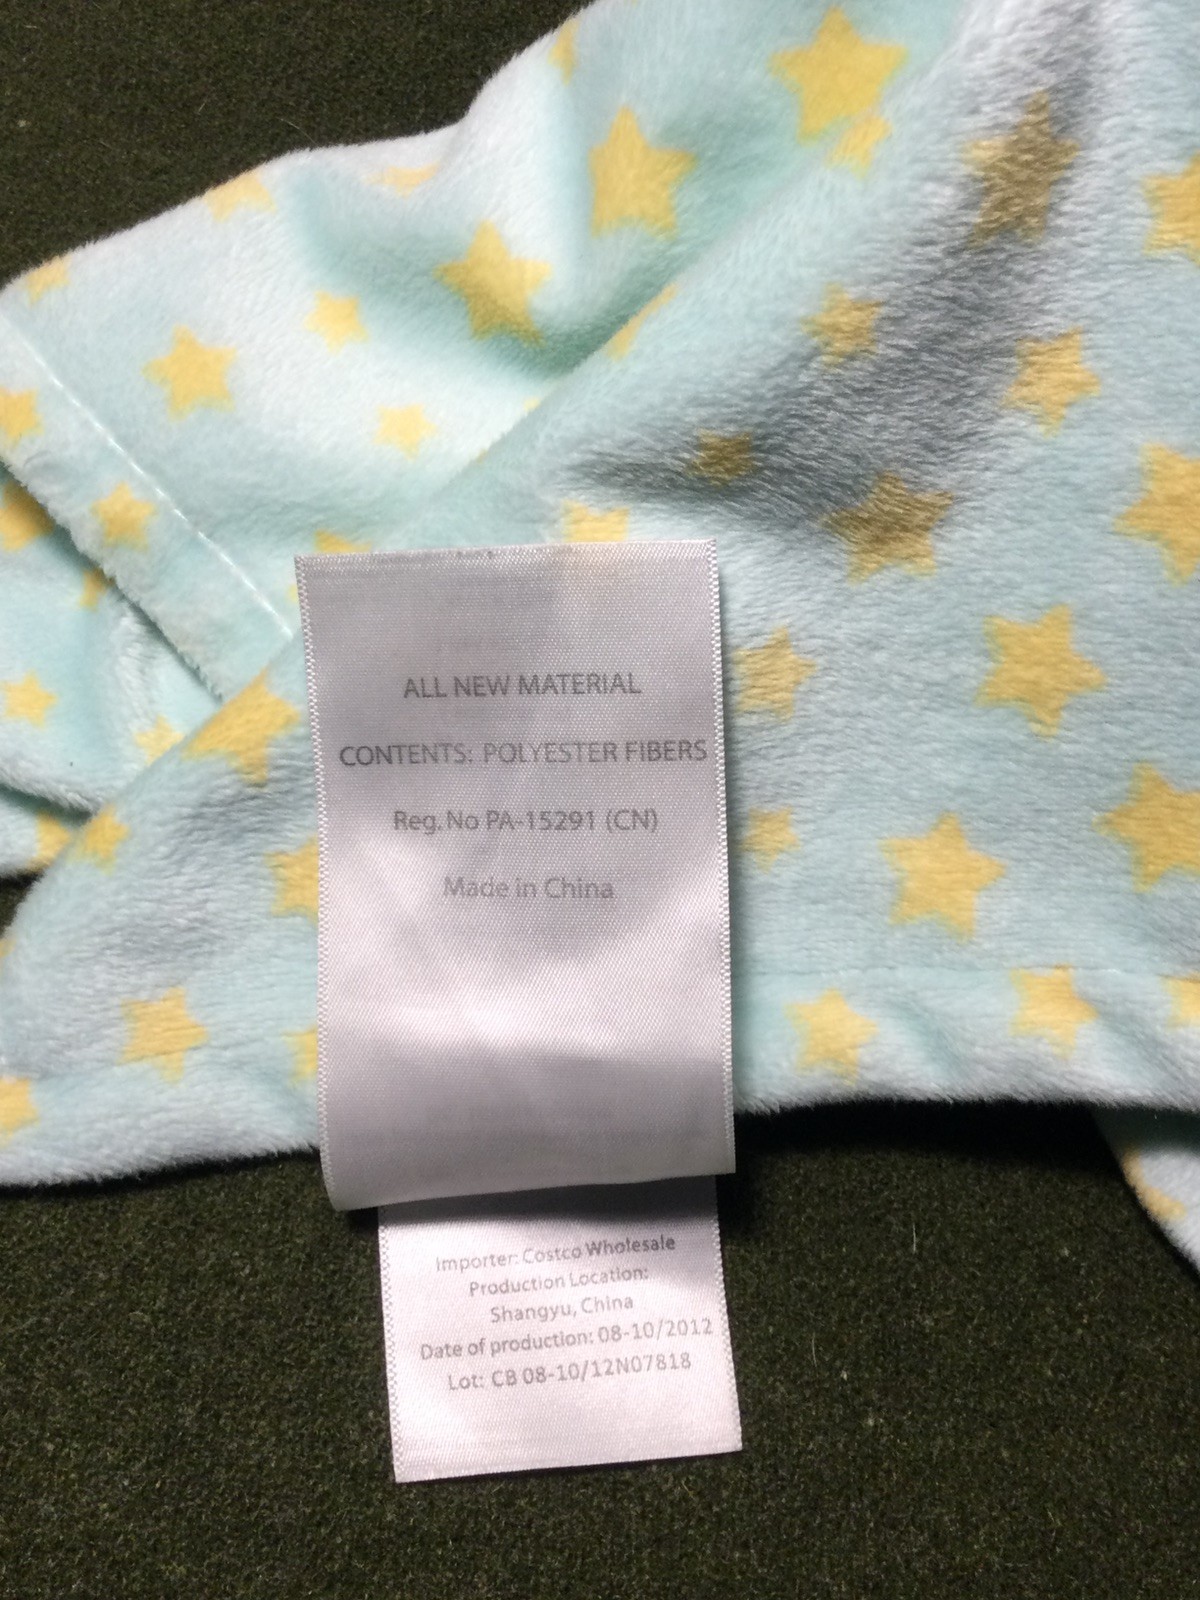 ALL NEW MATERIAL
CONTENTS: POLYESTER FIBERS
Reg. No PA-15291 (CN)
Made in China
Importer: Costco Wholesale
Production Location:
Shangyu, China
Date of production: 08-10/2012
Lot: CB 08-10/12N07818